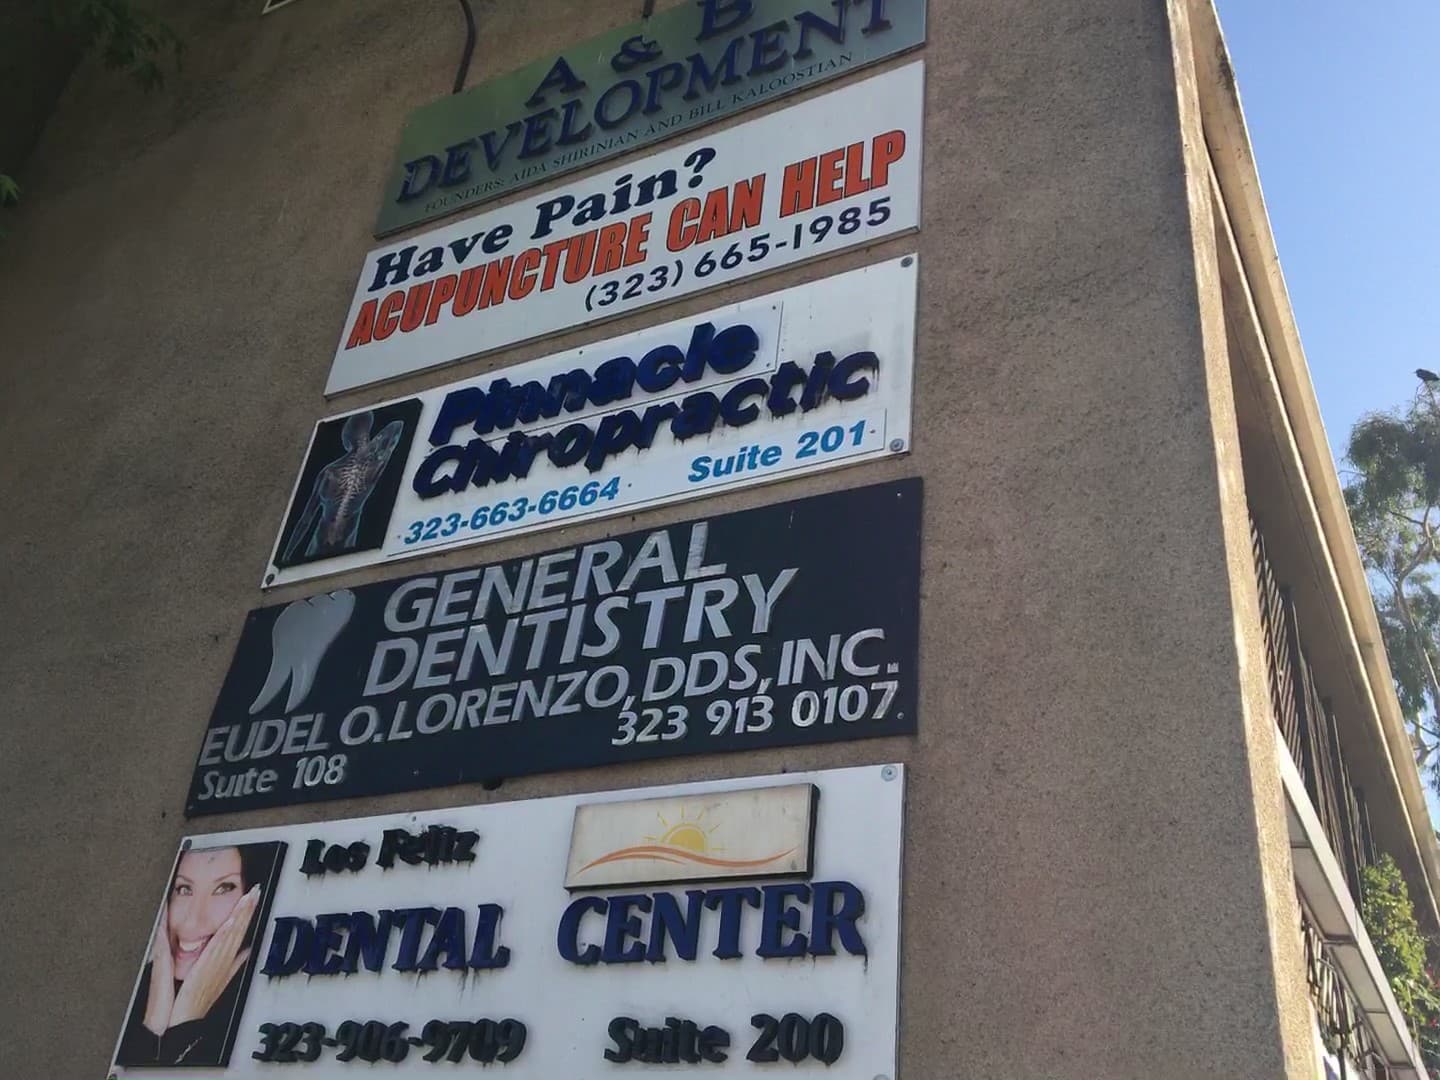 A & B
DEVELOPMENT
FOUNDERS: AIDA SHIRINIAN AND BILL KALOOSTIAN
Have Pain?
ACUPUNCTURE CAN HELP
(323) 665-1985
Pinnacle
Chiropractic
323-663-6664 Suite 201
GENERAL
DENTISTRY
EUDEL O. LORENZO, DDS, INC.
Suite 108 323 913 0107
Los Feliz
DENTAL CENTER
323-906-9709 Suite 200